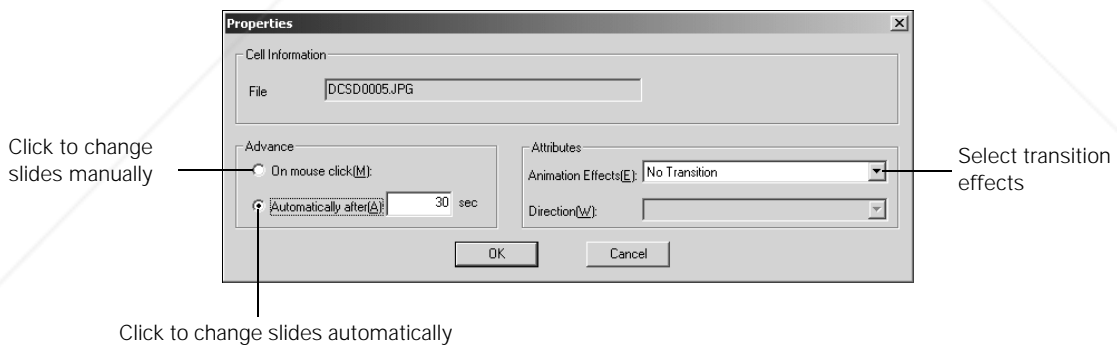 Properties
Cell Information
File
DCSD0005.JPG
Click to change
slides manually
Advance
On mouse click(M):
Automatically after(A)
30 sec
Attributes
Animation Effects(E): No Transition
Direction(W):
Select transition
effects
OK
Cancel
Click to change slides automatically